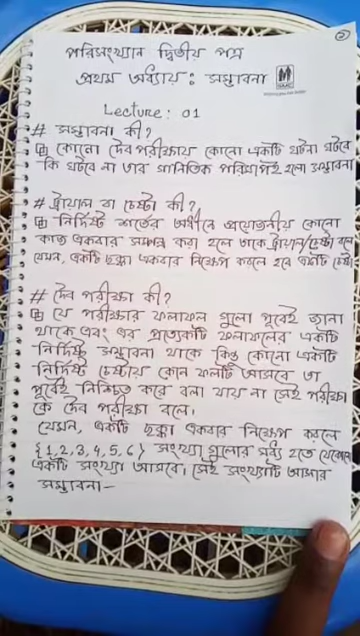 পরিসংখ্যান দ্বিতীয় পত্র
প্রথম অধ্যায়: সম্ভাবনা
Lecture: 01
# সম্ভাবনা কী?
কোনো দৈব পরীক্ষায় কোনো একটি ঘটনা ঘটবে
কি ঘটবে না তার গানিতিক পরিমাপই হলো সম্ভাবনা
# ট্রায়াল বা চেষ্টা কী?
নির্দিষ্ট শর্তের অধীনে প্রয়োজনীয় কোনো
কাজ একবার সম্পন্ন করা হলে তাকে ট্রায়াল/চেষ্টা বলে
যেমন, একটি ছক্কা একবার নিক্ষেপ করলে হবে একটি চেষ্টা
# দৈব পরীক্ষা কী?
যে পরীক্ষার ফলাফল গুলো পূর্বেই জানা
থাকে এবং এর প্রত্যেকটি ফলাফলের একটি
নির্দিষ্ট সম্ভাবনা থাকে কিন্তু কোনো একটি
নির্দিষ্ট চেষ্টায় কোন ফলটি আসবে তা
পূর্বেই নিশ্চিত করে বলা যায় না সেই পরীক্ষা
কে দৈব পরীক্ষা বলে।
যেমন, একটি ছক্কা একবার নিক্ষেপ করলে
{1,2,3,4,5,6} সংখ্যা গুলোর মধ্য হতে যেকোনো
একটি সংখ্যা আসবে, সেই সংখ্যাটি আসার
সম্ভাবনা-